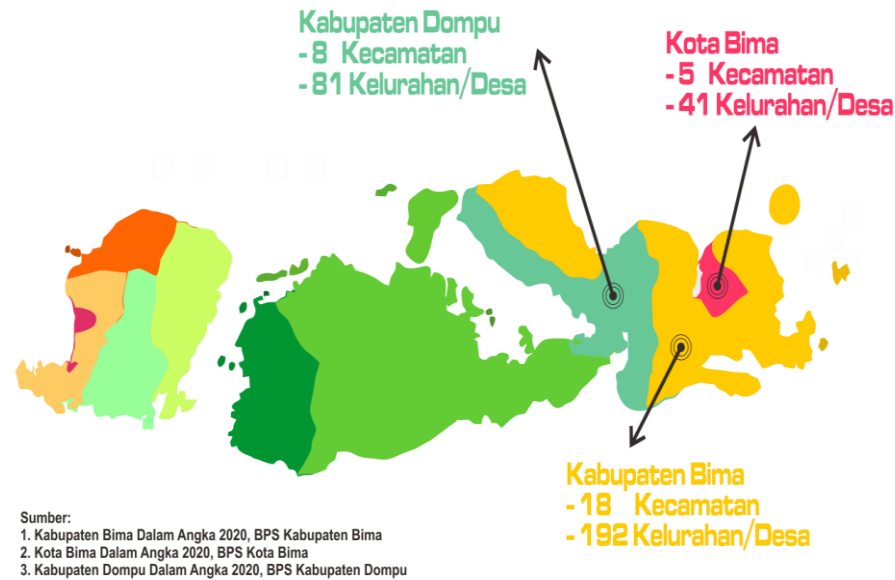 Kabupaten Dompu
- 8 Kecamatan
- 81 Kelurahan/Desa
Kota Bima
- 5 Kecamatan
- 41 Kelurahan/Desa
Kabupaten Bima
- 18 Kecamatan
- 192 Kelurahan/Desa
Sumber:
1. Kabupaten Bima Dalam Angka 2020, BPS Kabupaten Bima
2. Kota Bima Dalam Angka 2020, BPS Kota Bima
3. Kabupaten Dompu Dalam Angka 2020, BPS Kabupaten Dompu